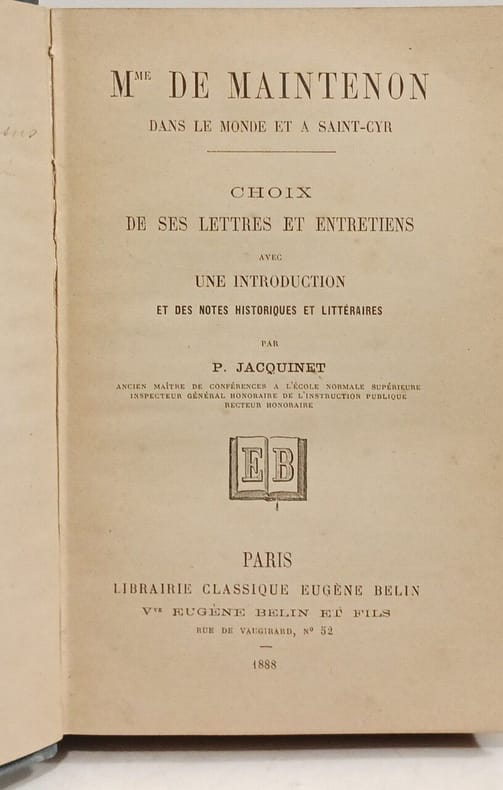 Mᴹᴱ DE MAINTENON
DANS LE MONDE ET A SAINT-CYR
CHOIX
DE SES LETTRES ET ENTRETIENS
AVEC
UNE INTRODUCTION
ET DES NOTES HISTORIQUES ET LITTÉRAIRES
PAR
P. JACQUINET
ANCIEN MAÎTRE DE CONFÉRENCES A L'ÉCOLE NORMALE SUPÉRIEURE
INSPECTEUR GÉNÉRAL HONORAIRE DE L'INSTRUCTION PUBLIQUE
RECTEUR HONORAIRE
EB
PARIS
LIBRAIRIE CLASSIQUE EUGÈNE BELIN
Vᵛᵉ EUGÈNE BELIN ET FILS
RUE DE VAUGIRARD, Nº 52
1888